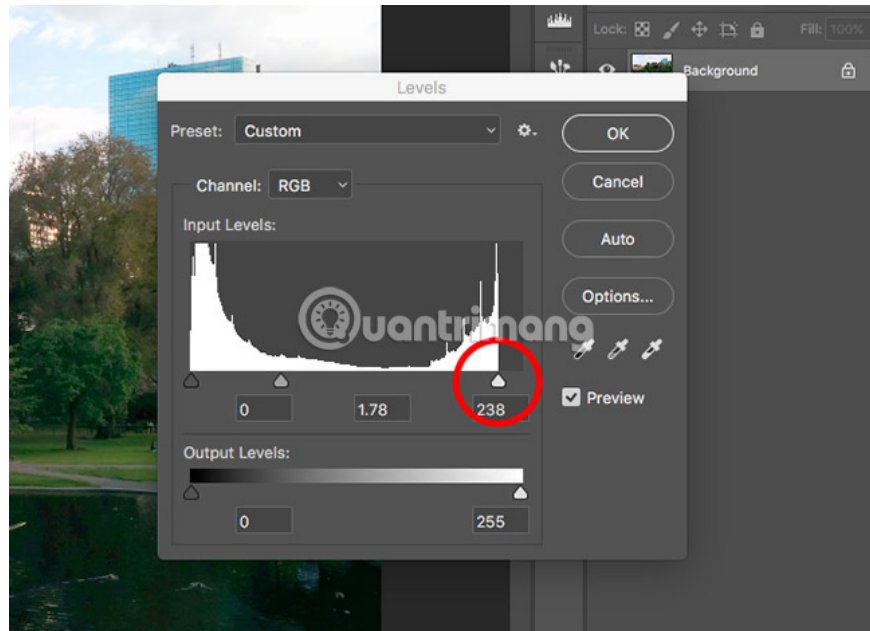 Lock:
Fill: 100%
Background
Levels
Preset: Custom
OK
Channel: RGB
Cancel
Input Levels:
Auto
Options...
Quantrimang
0 1.78 238
Preview
Output Levels:
0 255